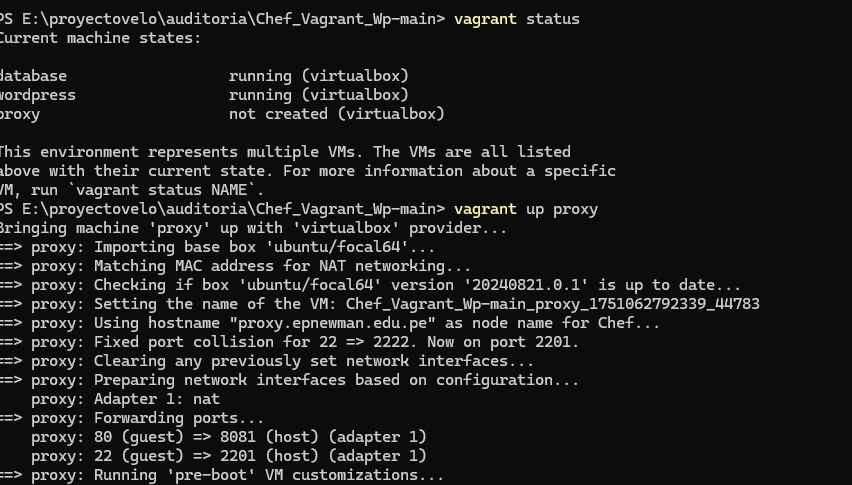 PS E:\proyectovelo\auditoria\Chef_Vagrant_Wp-main> vagrant status
Current machine states:
database running (virtualbox)
wordpress running (virtualbox)
proxy not created (virtualbox)
This environment represents multiple VMs. The VMs are all listed
above with their current state. For more information about a specific
VM, run `vagrant status NAME`.
PS E:\proyectovelo\auditoria\Chef_Vagrant_Wp-main> vagrant up proxy
Bringing machine 'proxy' up with 'virtualbox' provider...
==> proxy: Importing base box 'ubuntu/focal64'...
==> proxy: Matching MAC address for NAT networking...
==> proxy: Checking if box 'ubuntu/focal64' version '20240821.0.1' is up to date...
==> proxy: Setting the name of the VM: Chef_Vagrant_Wp-main_proxy_1751062792339_44783
==> proxy: Using hostname "proxy.epnewman.edu.pe" as node name for Chef...
==> proxy: Fixed port collision for 22 => 2222. Now on port 2201.
==> proxy: Clearing any previously set network interfaces...
==> proxy: Preparing network interfaces based on configuration...
proxy: Adapter 1: nat
==> proxy: Forwarding ports...
proxy: 80 (guest) => 8081 (host) (adapter 1)
proxy: 22 (guest) => 2201 (host) (adapter 1)
==> proxy: Running 'pre-boot' VM customizations...